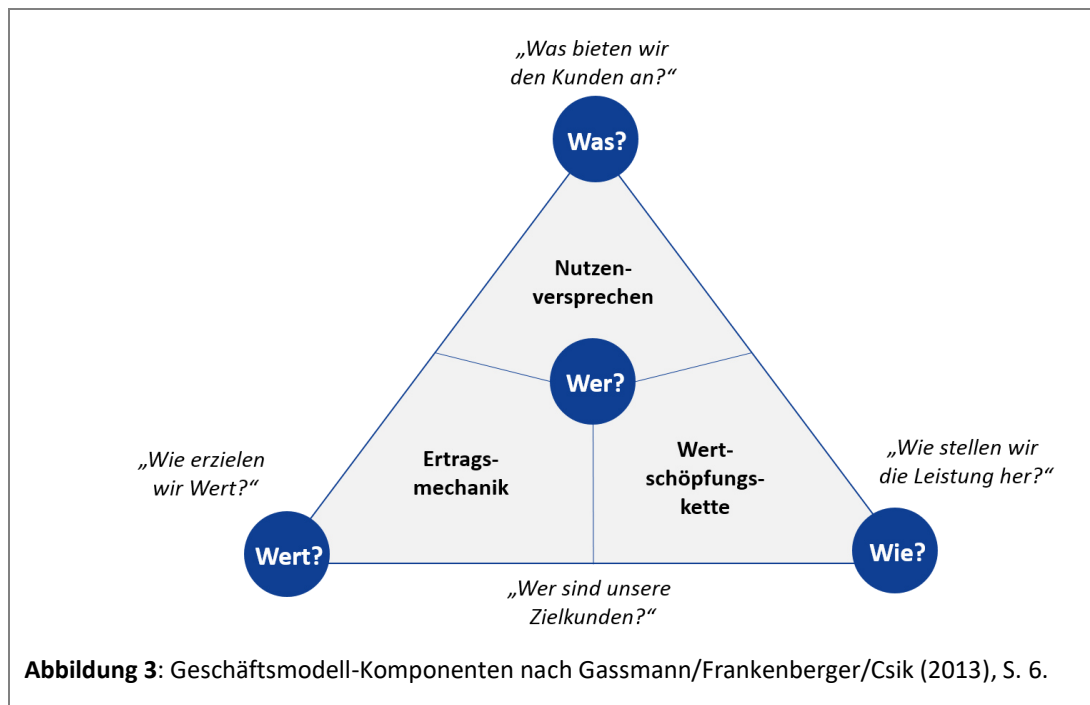 „Was bieten wir
den Kunden an?“
Was?
Nutzen-
versprechen
Wer?
Ertrags-
mechanik
Wert-
schöpfungs-
kette
„Wie erzielen
wir Wert?“
„Wie stellen wir
die Leistung her?“
Wert?
Wie?
„Wer sind unsere
Zielkunden?“
Abbildung 3: Geschäftsmodell-Komponenten nach Gassmann/Frankenberger/Csik (2013), S. 6.